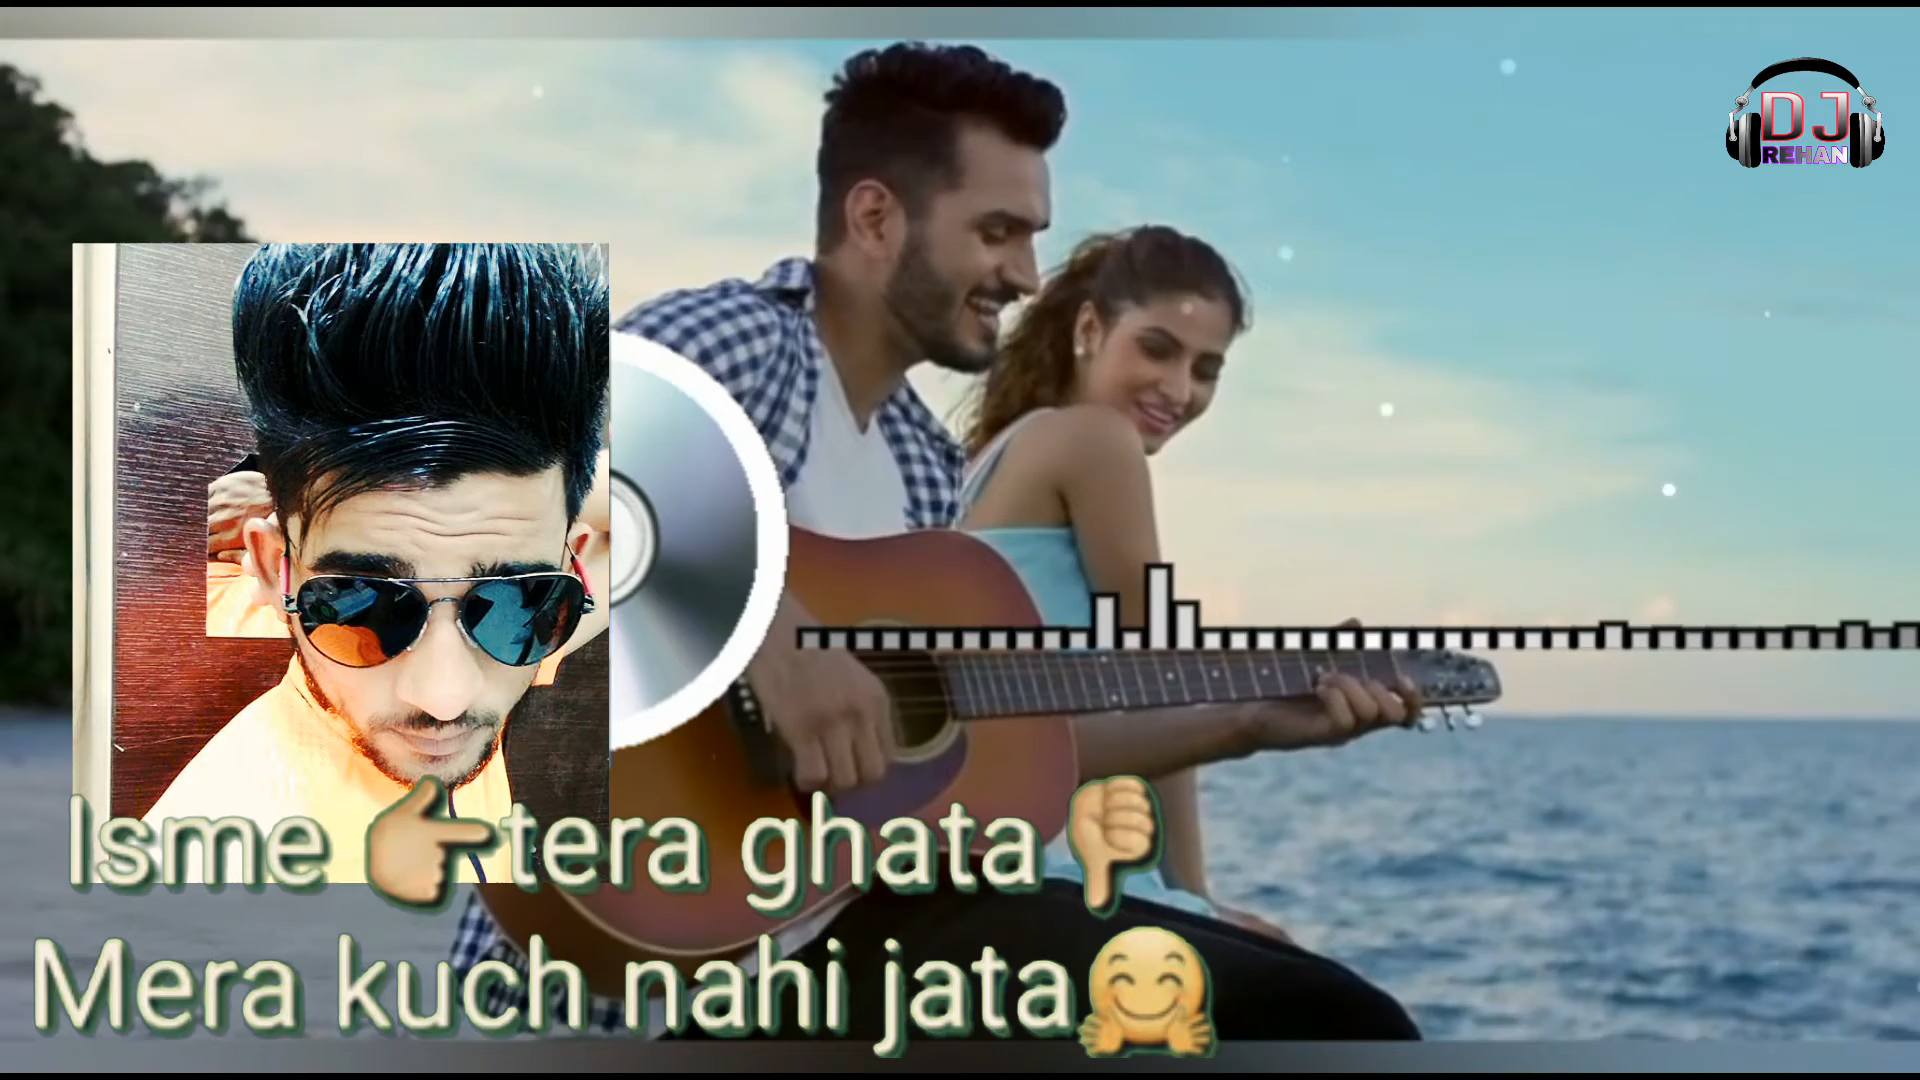 DJ
REHAN
Isme 👉tera ghata👎
Mera kuch nahi jata🤗